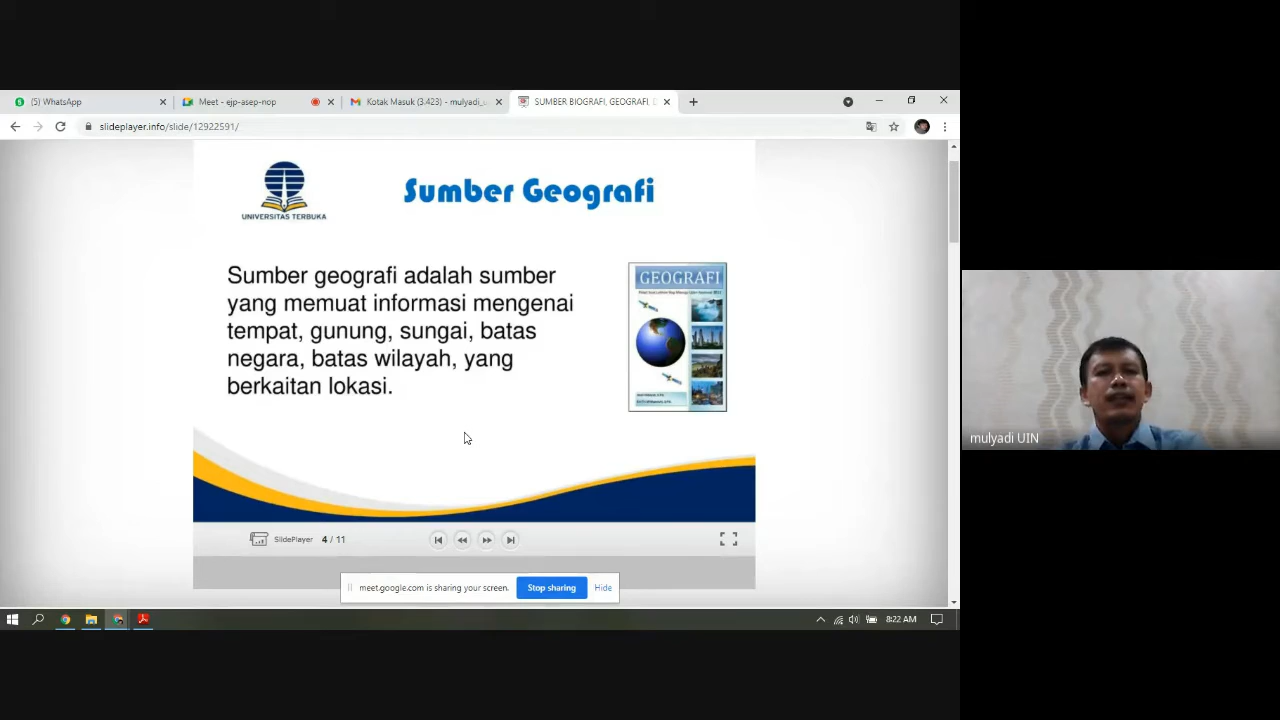 (5) WhatsApp
Meet - ejp-asep-nop
Kotak Masuk (3.423) - mulyadi_u
SUMBER BIOGRAFI, GEOGRAFI, D
slideplayer.info/slide/12922591/
UNIVERSITAS TERBUKA
Sumber Geografi
Sumber geografi adalah sumber
yang memuat informasi mengenai
tempat, gunung, sungai, batas
negara, batas wilayah, yang
berkaitan lokasi.
GEOGRAFI
SlidePlayer 4 / 11
meet.google.com is sharing your screen. Stop sharing Hide
8:22 AM
mulyadi UIN